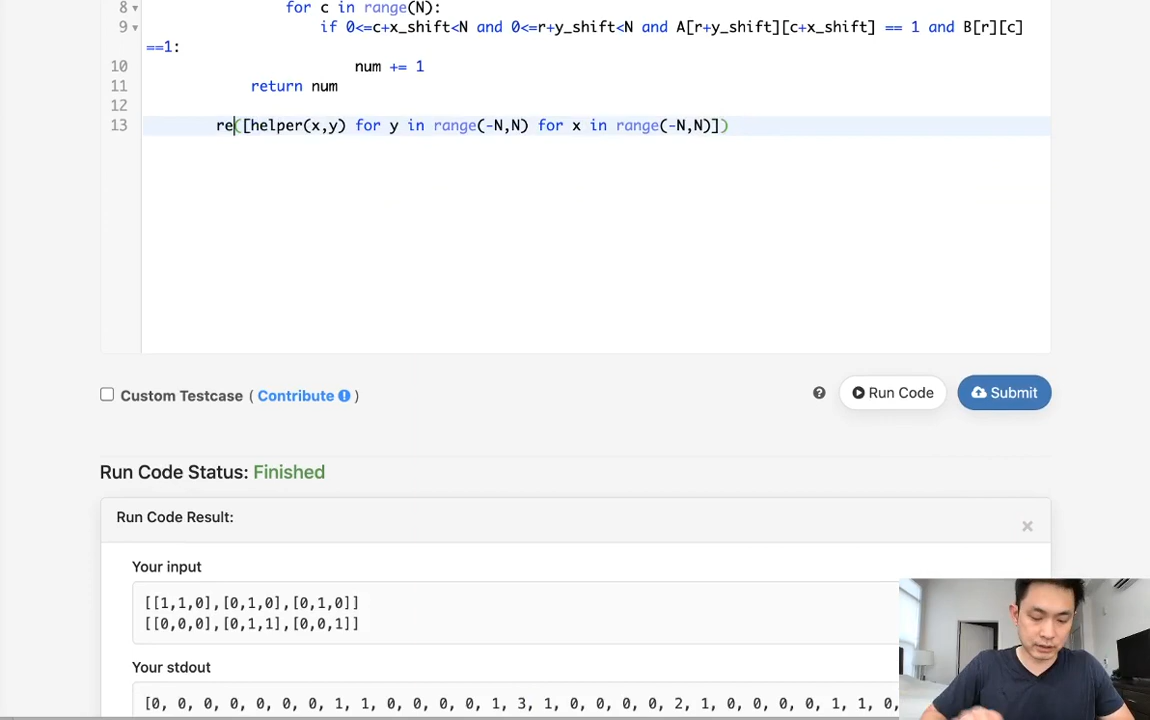 8 for c in range(N):
9 if 0<=c+x_shift<N and 0<=r+y_shift<N and A[r+y_shift][c+x_shift] == 1 and B[r][c]
==1:
10 num += 1
11 return num
12
13 re([helper(x,y) for y in range(-N,N) for x in range(-N,N)])
Custom Testcase ( Contribute )
? Run Code Submit
Run Code Status: Finished
Run Code Result: ×
Your input
[[1,1,0],[0,1,0],[0,1,0]]
[[0,0,0],[0,1,1],[0,0,1]]
Your stdout
[0, 0, 0, 0, 0, 0, 0, 1, 1, 0, 0, 0, 0, 1, 3, 1, 0, 0, 0, 0, 2, 1, 0, 0, 0, 0, 1, 1, 0,